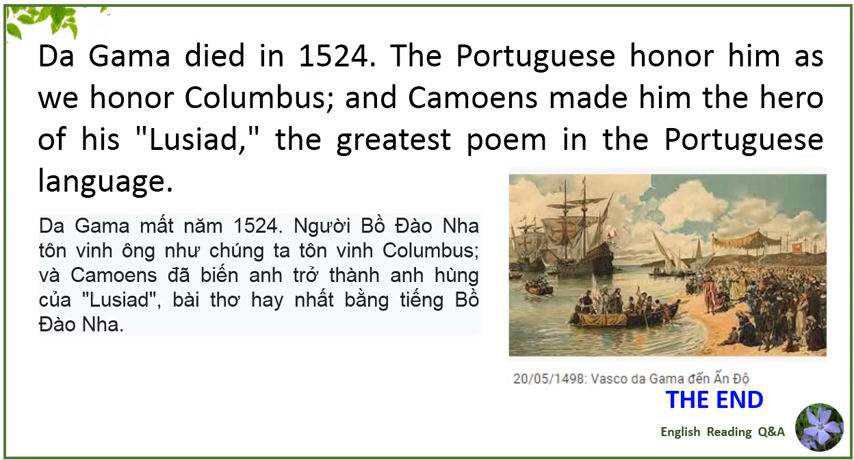 Da Gama died in 1524. The Portuguese honor him as
we honor Columbus; and Camoens made him the hero
of his "Lusiad," the greatest poem in the Portuguese
language.
Da Gama mất năm 1524. Người Bồ Đào Nha
tôn vinh ông như chúng ta tôn vinh Columbus;
và Camoens đã biến anh trở thành anh hùng
của "Lusiad", bài thơ hay nhất bằng tiếng Bồ
Đào Nha.
20/05/1498: Vasco da Gama đến Ấn Độ
THE END
English Reading Q&A